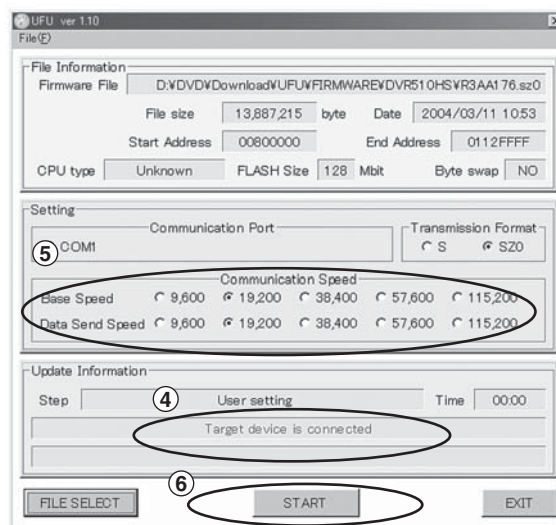 UFU ver 1.10
File(F)
File Information
Firmware File D:¥DVD¥Download¥UFU¥FIRMWARE¥DVR510HS¥R3AA176.sz0
File size 13,887,215 byte Date 2004/03/11 10:53
Start Address 00800000 End Address 0112FFFF
CPU type Unknown FLASH Size 128 Mbit Byte swap NO
Setting
Communication Port Transmission Format
⑤ COM1 S SZ0
Communication Speed
Base Speed 9,600 19,200 38,400 57,600 115,200
Data Send Speed 9,600 19,200 38,400 57,600 115,200
Update Information
Step ④ User setting Time 00:00
Target device is connected
⑥
FILE SELECT START EXIT